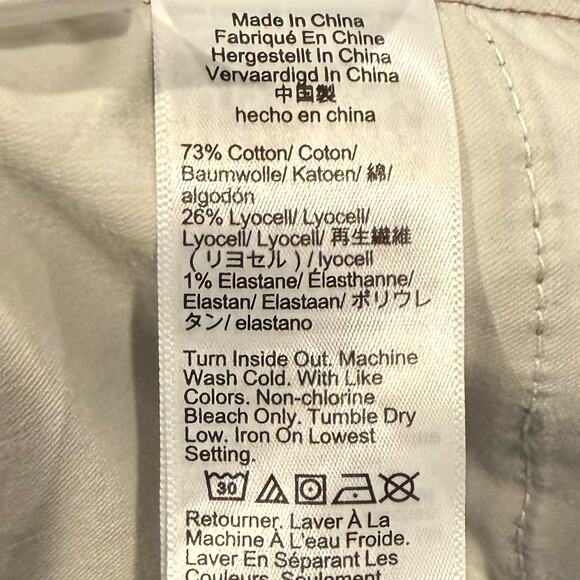 Made In China
Fabriqué En Chine
Hergestellt In China
Vervaardigd In China
中国製
hecho en china
73% Cotton/ Coton/
Baumwolle/ Katoen/ 綿/
algodón
26% Lyocell/ Lyocell/
Lyocell/ Lyocell/ 再生繊維
(リヨセル)/lyocell
1% Elastane/ Élasthanne/
Elastan/ Elastaan/ ポリウレ
タン/ elastano
Turn Inside Out. Machine
Wash Cold. With Like
Colors. Non-chlorine
Bleach Only. Tumble Dry
Low. Iron On Lowest
Setting.
30
Retourner. Laver À La
Machine À L'eau Froide.
Laver En Séparant Les
Couleurs. Seulement